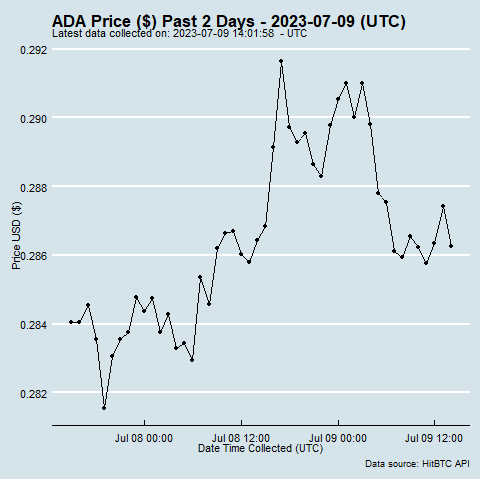 ADA Price ($) Past 2 Days - 2023-07-09 (UTC)
Latest data collected on: 2023-07-09 14:01:58 - UTC
0.292
0.290
0.288
0.286
0.284
0.282
Price USD ($)
Jul 08 00:00
Jul 08 12:00
Jul 09 00:00
Jul 09 12:00
Date Time Collected (UTC)
Data source: HitBTC API